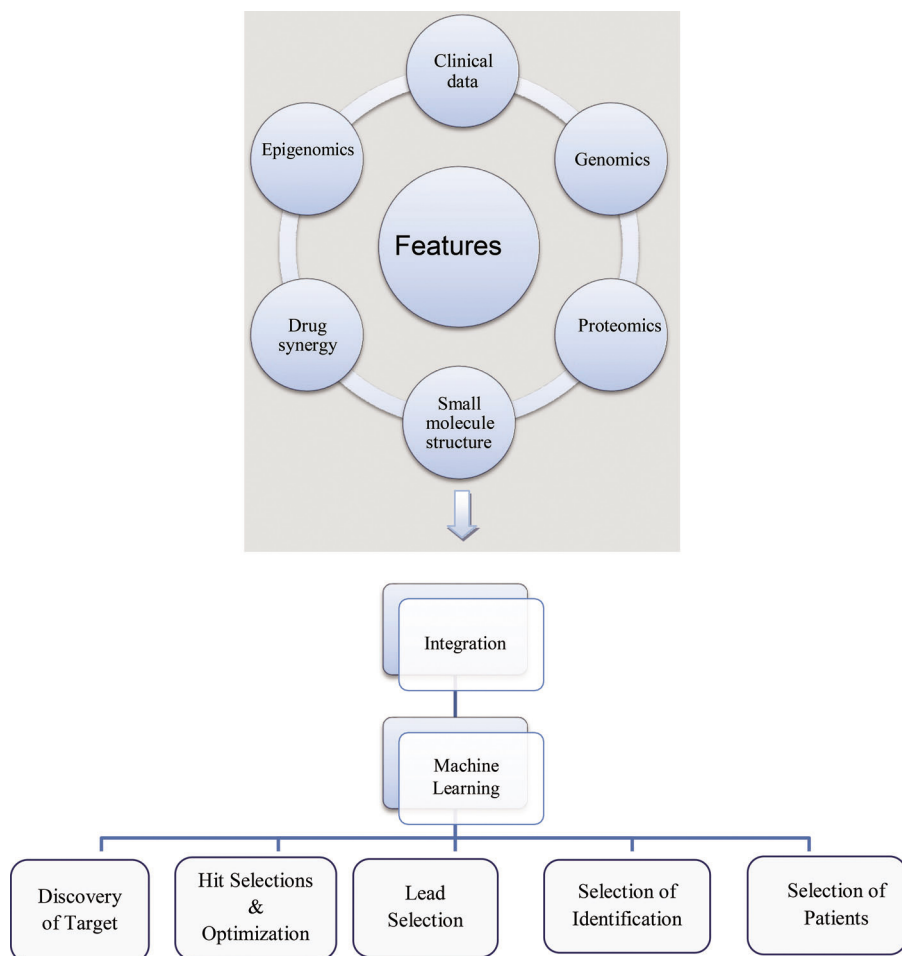 Clinical
data
Epigenomics
Genomics
Features
Drug
synergy
Proteomics
Small
molecule
structure
Integration
Machine
Learning
Discovery
of Target
Hit Selections
&
Optimization
Lead
Selection
Selection of
Identification
Selection of
Patients